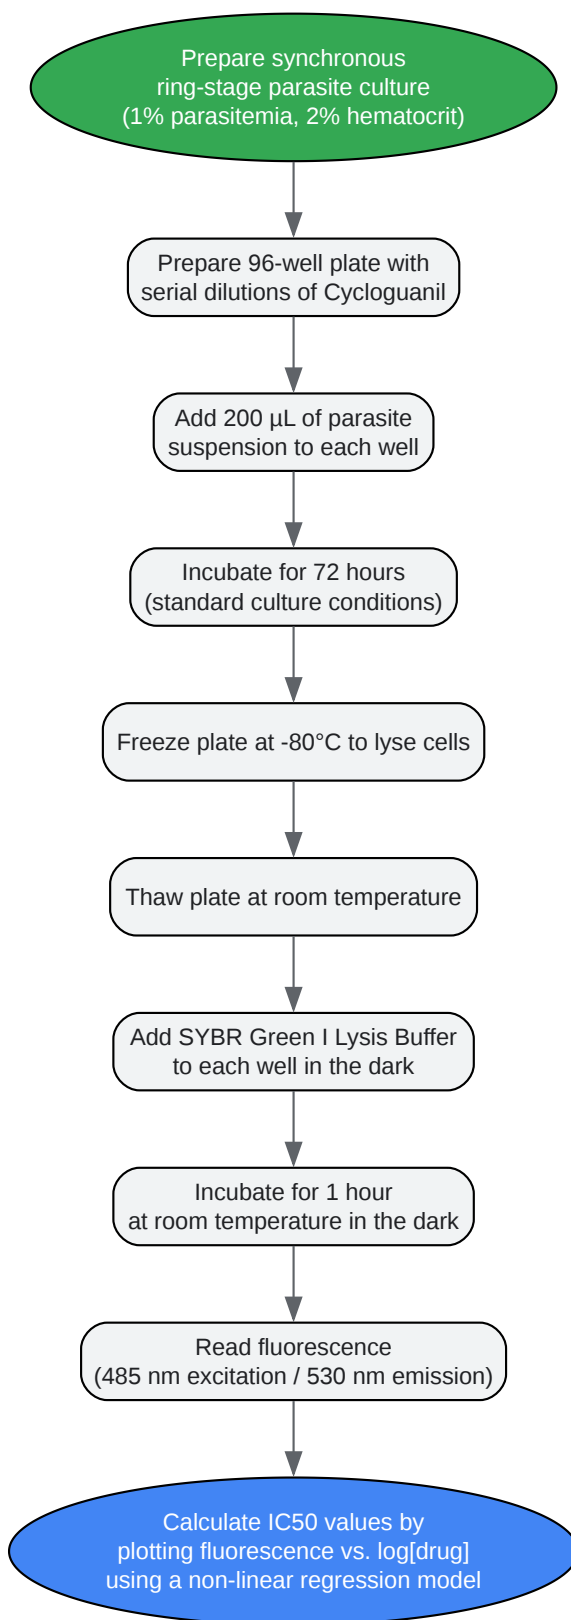 Prepare synchronous
ring-stage parasite culture
(1% parasitemia, 2% hematocrit)
Prepare 96-well plate with
serial dilutions of Cycloguanil
Add 200 µL of parasite
suspension to each well
Incubate for 72 hours
(standard culture conditions)
Freeze plate at -80°C to lyse cells
Thaw plate at room temperature
Add SYBR Green I Lysis Buffer
to each well in the dark
Incubate for 1 hour
at room temperature in the dark
Read fluorescence
(485 nm excitation / 530 nm emission)
Calculate IC50 values by
plotting fluorescence vs. log[drug]
using a non-linear regression model